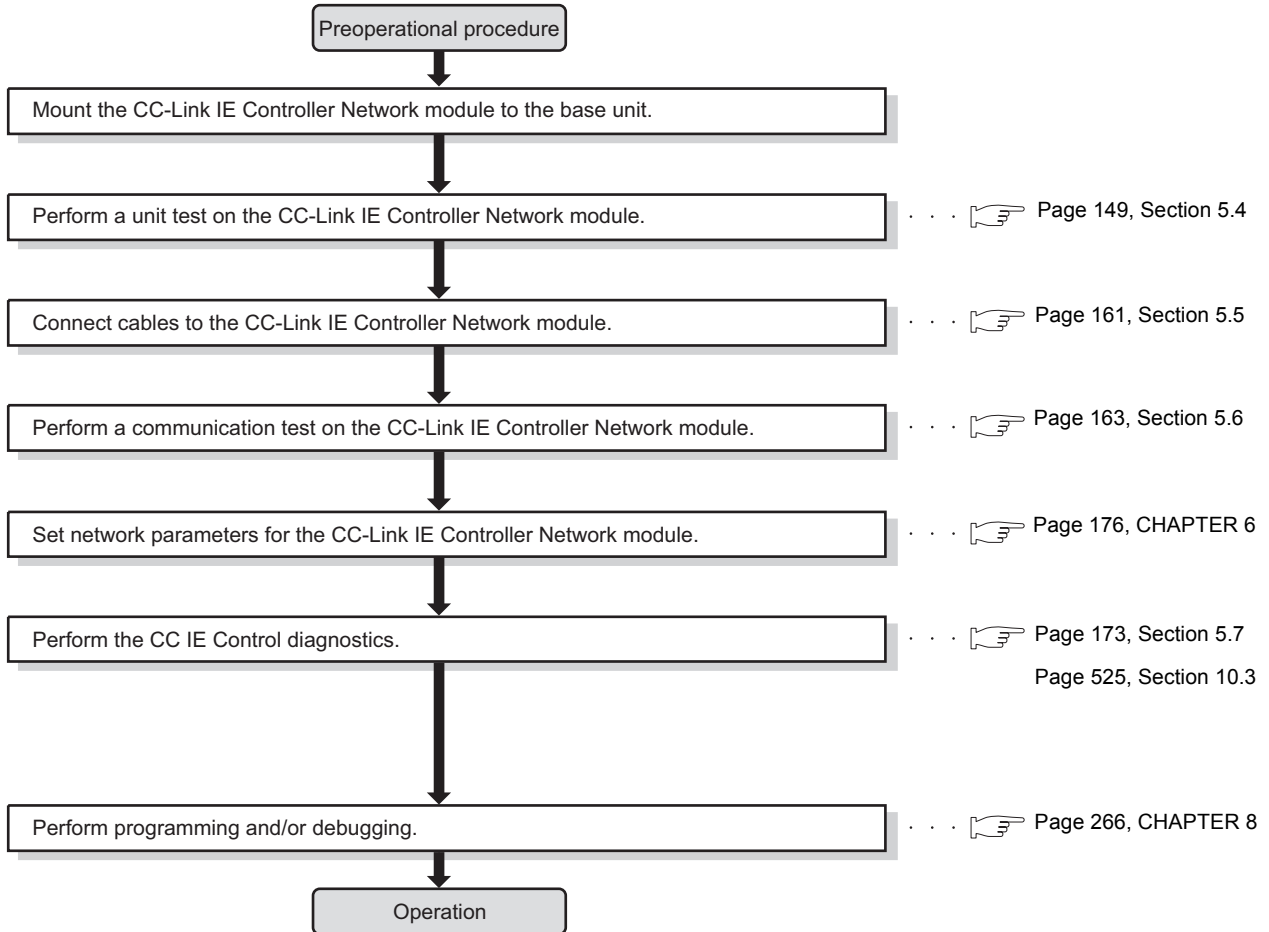 Preoperational procedure
Mount the CC-Link IE Controller Network module to the base unit.
Perform a unit test on the CC-Link IE Controller Network module.
. . . Page 149, Section 5.4
Connect cables to the CC-Link IE Controller Network module.
. . . Page 161, Section 5.5
Perform a communication test on the CC-Link IE Controller Network module.
. . . Page 163, Section 5.6
Set network parameters for the CC-Link IE Controller Network module.
. . . Page 176, CHAPTER 6
Perform the CC IE Control diagnostics.
. . . Page 173, Section 5.7
Page 525, Section 10.3
Perform programming and/or debugging.
. . . Page 266, CHAPTER 8
Operation